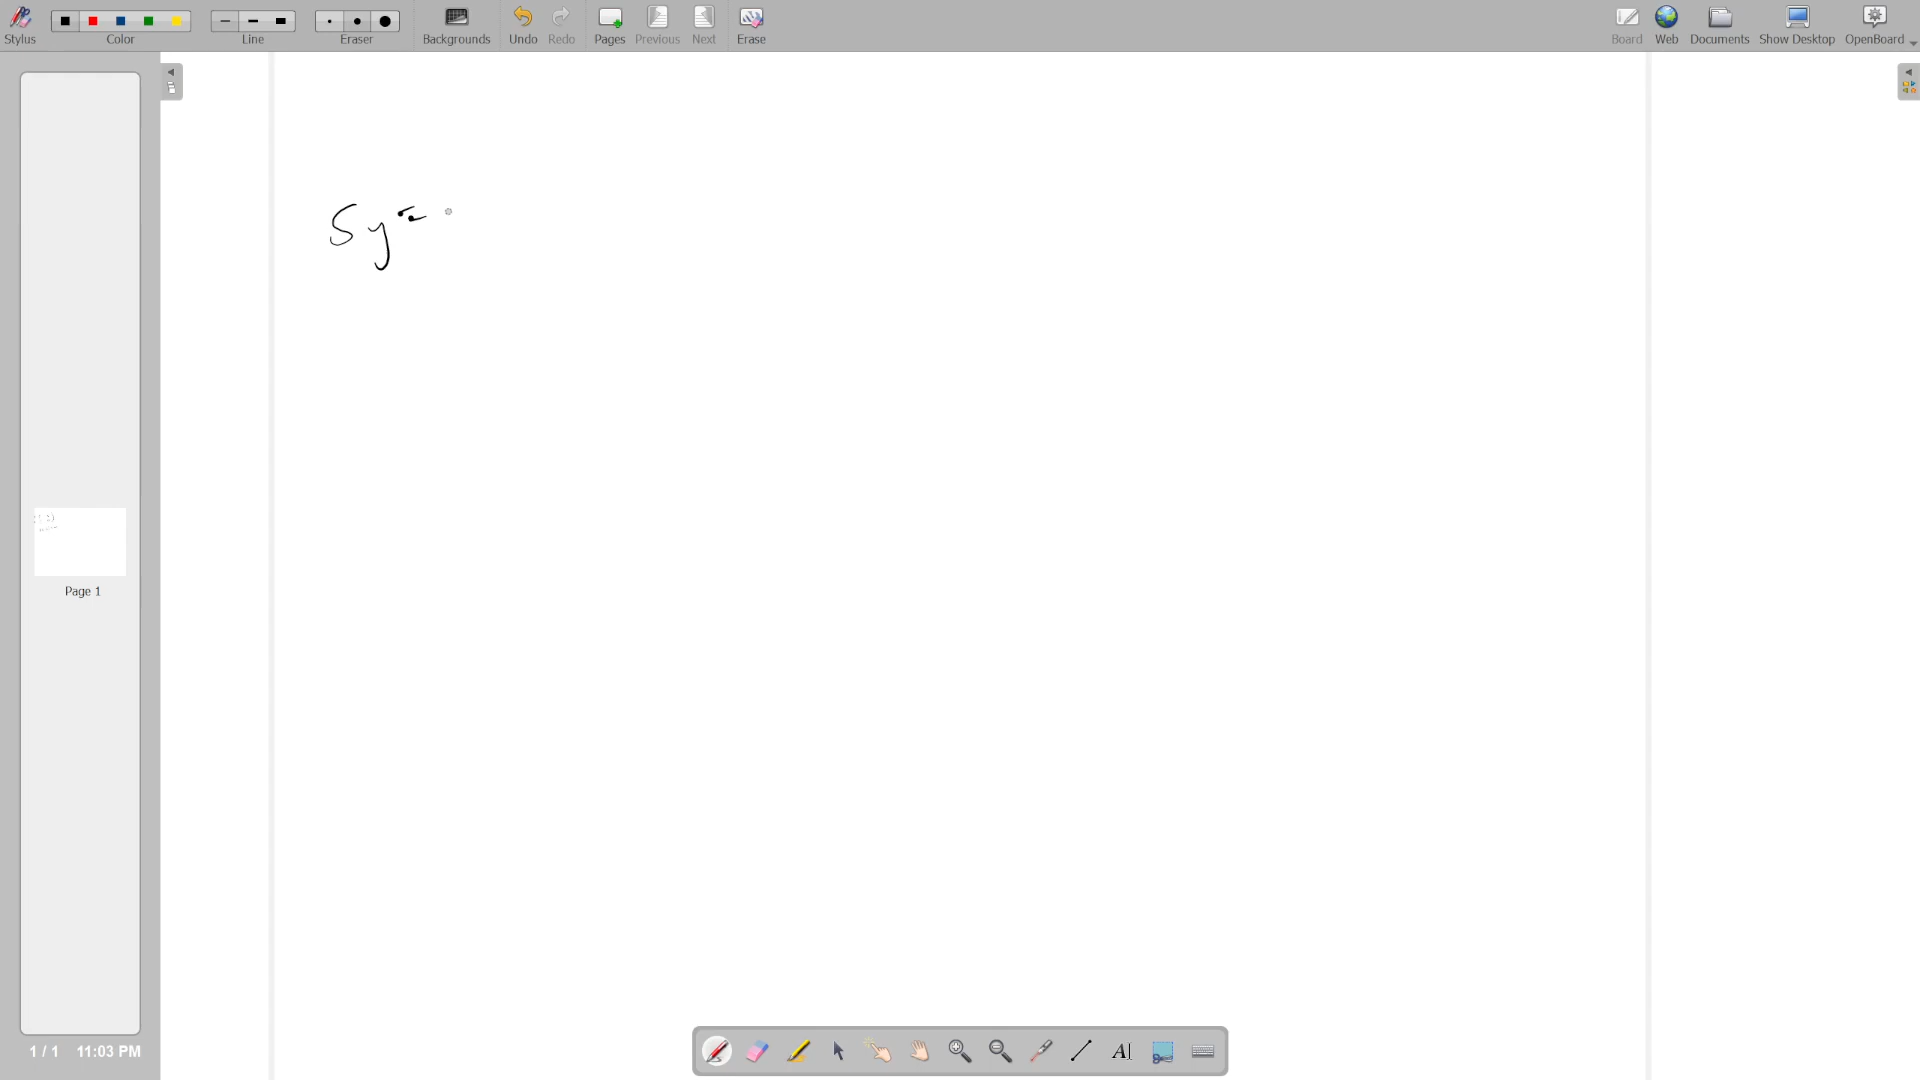 Stylus
Color
Line
Eraser
Backgrounds
Undo
Redo
Pages
Previous
Next
Erase
Board
Web
Documents
Show Desktop
OpenBoard
5y=
Page 1
1 / 1 11:03 PM